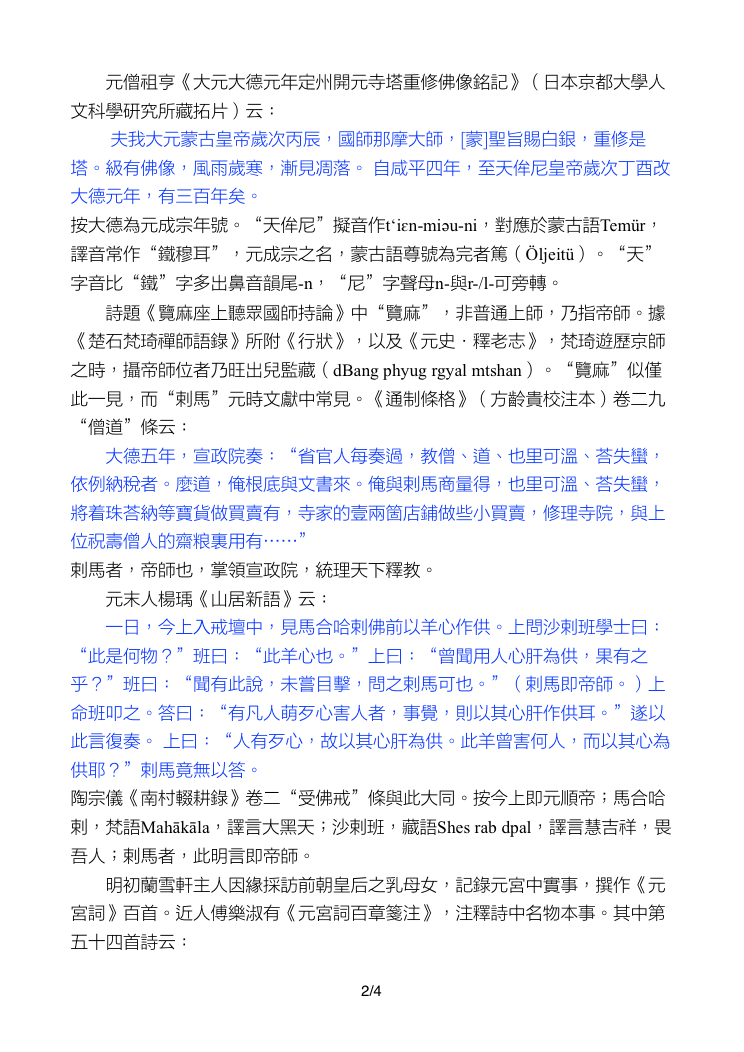 元僧祖亨《大元大德元年定州開元寺塔重修佛像銘記》（日本京都大學人
文科學研究所藏拓片）云：
夫我大元蒙古皇帝歲次丙辰，國師那摩大師，[蒙]聖旨賜白銀，重修是
塔。級有佛像，風雨歲寒，漸見凋落。 自咸平四年，至天侔尼皇帝歲次丁酉改
大德元年，有三百年矣。
按大德為元成宗年號。“天侔尼”擬音作t‘iɛn-miəu-ni，對應於蒙古語Temür，
譯音常作“鐵穆耳”，元成宗之名，蒙古語尊號為完者篤（Öljeitü）。“天”
字音比“鐵”字多出鼻音韻尾-n，“尼”字聲母n-與r-/l-可旁轉。
詩題《覽麻座上聽眾國師持論》中“覽麻”，非普通上師，乃指帝師。據
《楚石梵琦禪師語錄》所附《行狀》，以及《元史．釋老志》，梵琦遊歷京師
之時，攝帝師位者乃旺出兒監藏（dBang phyug rgyal mtshan）。“覽麻”似僅
此一見，而“剌馬”元時文獻中常見。《通制條格》（方齡貴校注本）卷二九
“僧道”條云：
大德五年，宣政院奏：“省官人每奏過，教僧、道、也里可溫、荅失蠻，
依例納稅者。麼道，俺根底與文書來。俺與剌馬商量得，也里可溫、荅失蠻，
將着珠荅納等寶貨做買賣有，寺家的壹兩箇店鋪做些小買賣，修理寺院，與上
位祝壽僧人的齋粮裏用有⋯⋯”
剌馬者，帝師也，掌領宣政院，統理天下釋教。
元末人楊瑀《山居新語》云：
一日，今上入戒壇中，見馬合哈剌佛前以羊心作供。上問沙剌班學士曰：
“此是何物？”班曰：“此羊心也。”上曰：“曾聞用人心肝為供，果有之
乎？”班曰：“聞有此說，未嘗目擊，問之剌馬可也。”（剌馬即帝師。）上
命班叩之。答曰：“有凡人萌歹心害人者，事覺，則以其心肝作供耳。”遂以
此言復奏。 上曰：“人有歹心，故以其心肝為供。此羊曾害何人，而以其心為
供耶？”剌馬竟無以答。
陶宗儀《南村輟耕錄》卷二“受佛戒”條與此大同。按今上即元順帝；馬合哈
剌，梵語Mahākāla，譯言大黑天；沙剌班，藏語Shes rab dpal，譯言慧吉祥，畏
吾人；剌馬者，此明言即帝師。
明初蘭雪軒主人因緣採訪前朝皇后之乳母女，記錄元宮中實事，撰作《元
宮詞》百首。近人傅樂淑有《元宮詞百章箋注》，注釋詩中名物本事。其中第
五十四首詩云：
2/4